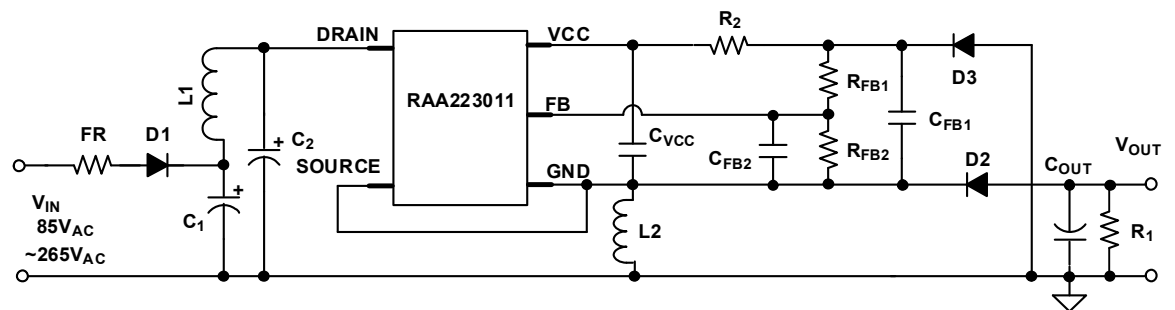 DRAIN
VCC
R2
L1
RAA223011
RFB1
D3
FB
FR
D1
C2
+
SOURCE
CVCC
CFB2
RFB2
CFB1
GND
D2
COUT
VOUT
VIN
85VAC
~265VAC
C1
+
L2
R1